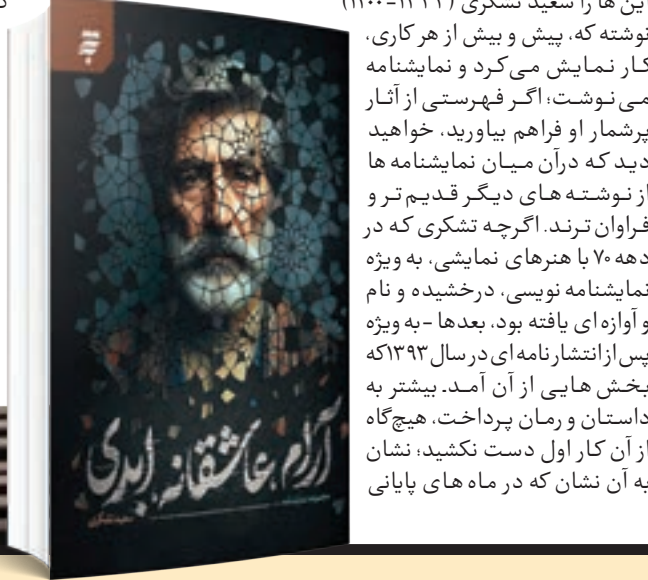 این ها را سعید تشکری (۱۳۴۲-۱۴۰۰)
نوشته که، پیش و بیش از هر کاری،
کار نمایش می‌کرد و نمایشنامه
می‌نوشت؛ اگر فهرستی از آثار
پرشمار او فراهم بیاورید، خواهید
دید که درآن میان نمایشنامه ها
از نوشته های دیگر قدیم تر و
فراوان ترند. اگرچه تشکری که در
دهه ۷۰ با هنرهای نمایشی، به ویژه
نمایشنامه نویسی، درخشیده و نام
و آوازه ای یافته بود، بعدها -به ویژه
پس ازانتشارنامه ای در سال ۱۳۹۳که
بخش هایی از آن آمد- بیشتر به
داستان و رمان پرداخت، هیچ‌گاه
از آن کار اول دست نکشید؛ نشان
به آن نشان که در ماه های پایانی
آرام، عاشقانه، ابدی